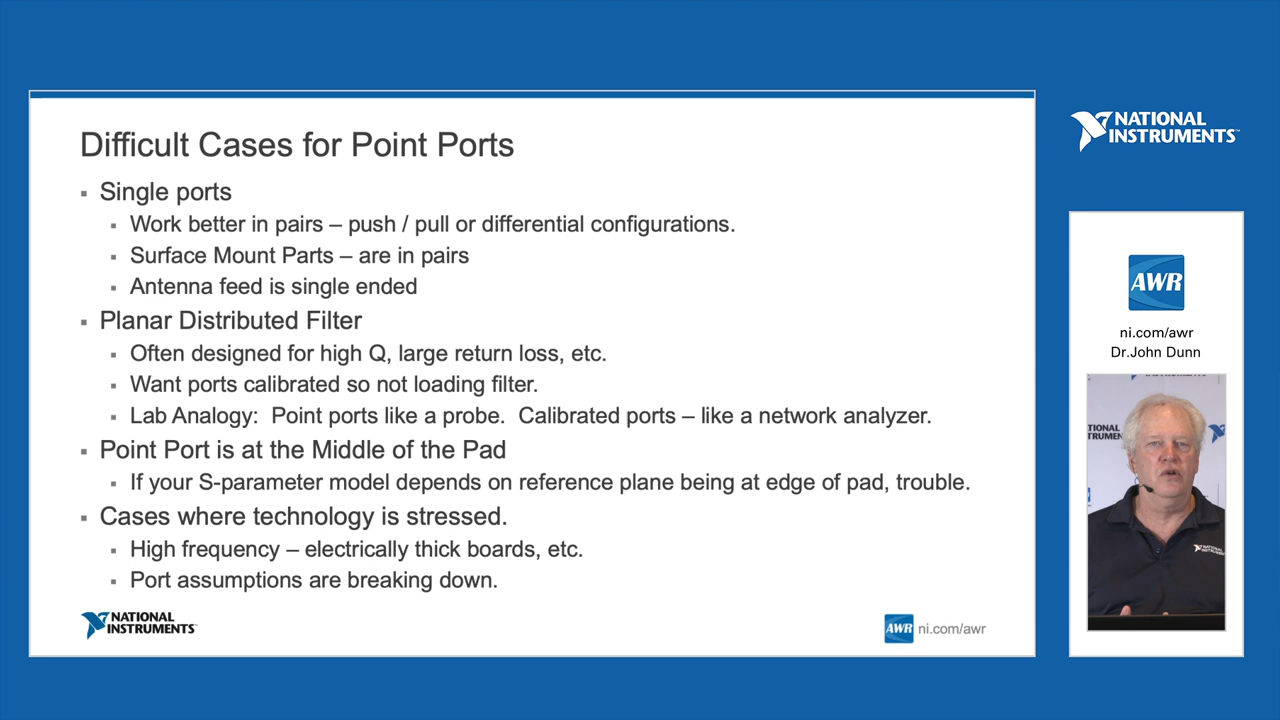 Difficult Cases for Point Ports
▪ Single ports
▪ Work better in pairs – push / pull or differential configurations.
▪ Surface Mount Parts – are in pairs
▪ Antenna feed is single ended
▪ Planar Distributed Filter
▪ Often designed for high Q, large return loss, etc.
▪ Want ports calibrated so not loading filter.
▪ Lab Analogy: Point ports like a probe. Calibrated ports – like a network analyzer.
▪ Point Port is at the Middle of the Pad
▪ If your S-parameter model depends on reference plane being at edge of pad, trouble.
▪ Cases where technology is stressed.
▪ High frequency – electrically thick boards, etc.
▪ Port assumptions are breaking down.
NATIONAL
INSTRUMENTS
AWR ni.com/awr
NATIONAL
INSTRUMENTS™
AWR
ni.com/awr
Dr.John Dunn
NATIONAL
INSTRUMENTS